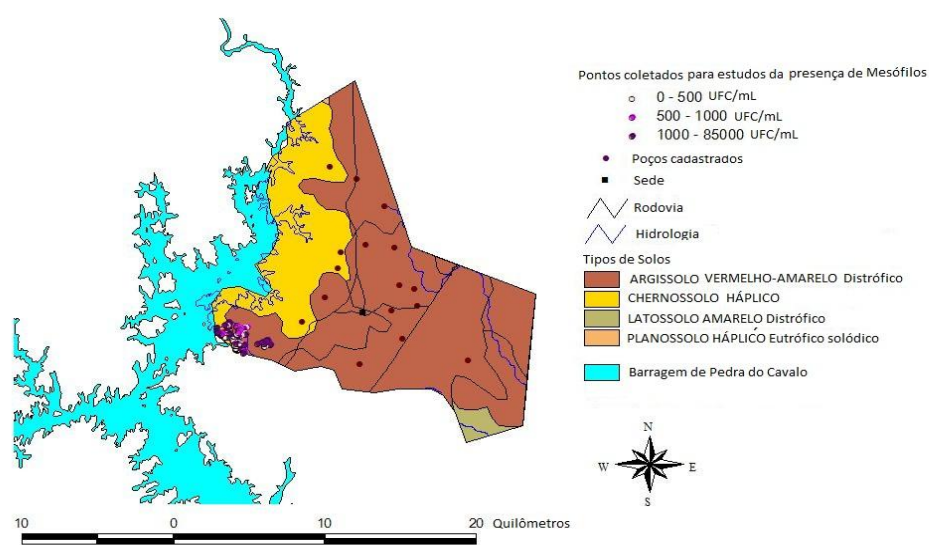 Pontos coletados para estudos da presença de Mesófilos
0 - 500 UFC/mL
500 - 1000 UFC/mL
1000 - 85000 UFC/mL
Poços cadastrados
Sede
Rodovia
Hidrologia
Tipos de Solos
ARGISSOLO VERMELHO-AMARELO Distrófico
CHERNOSSOLO HÁPLICO
LATOSSOLO AMARELO Distrófico
PLANOSSOLO HÁPLICO Eutrófico solódico
Barragem de Pedra do Cavalo
N
W E
S
10 0 10 20 Quilômetros